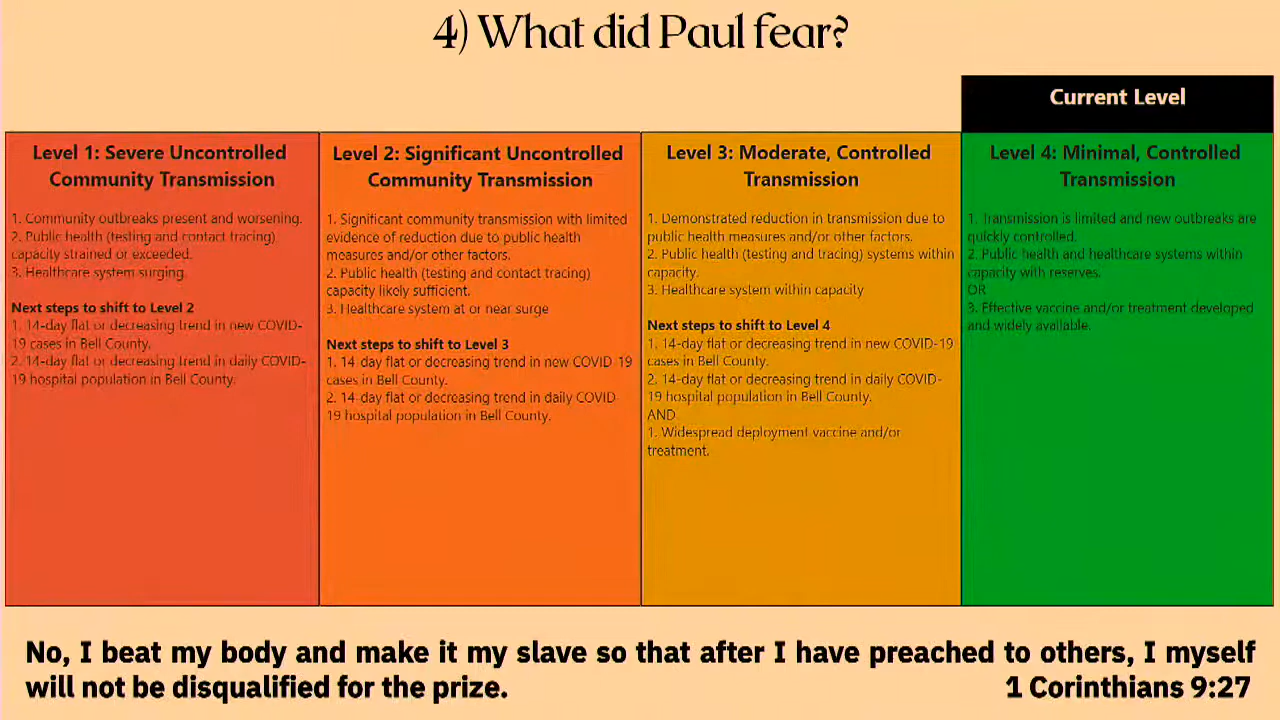 4) What did Paul fear?
Current Level
Level 1: Severe Uncontrolled
Community Transmission
1. Community outbreaks present and worsening.
2. Public health (testing and contact tracing)
capacity strained or exceeded.
3. Healthcare system surging.
Next steps to shift to Level 2
1. 14-day flat or decreasing trend in new COVID-
19 cases in Bell County.
2. 14-day flat or decreasing trend in daily COVID-
19 hospital population in Bell County.
Level 2: Significant Uncontrolled
Community Transmission
1. Significant community transmission with limited
evidence of reduction due to public health
measures and/or other factors.
2. Public health (testing and contact tracing)
capacity likely sufficient.
3. Healthcare system at or near surge
Next steps to shift to Level 3
1. 14-day flat or decreasing trend in new COVID-19
cases in Bell County.
2. 14-day flat or decreasing trend in daily COVID-
19 hospital population in Bell County.
Level 3: Moderate, Controlled
Transmission
1. Demonstrated reduction in transmission due to
public health measures and/or other factors.
2. Public health (testing and tracing) systems within
capacity.
3. Healthcare system within capacity
Next steps to shift to Level 4
1. 14-day flat or decreasing trend in new COVID-19
cases in Bell County.
2. 14-day flat or decreasing trend in daily COVID-
19 hospital population in Bell County.
AND
1. Widespread deployment vaccine and/or
treatment.
Level 4: Minimal, Controlled
Transmission
1. Transmission is limited and new outbreaks are
quickly controlled.
2. Public health and healthcare systems within
capacity with reserves.
OR
3. Effective vaccine and/or treatment developed
and widely available.
No, I beat my body and make it my slave so that after I have preached to others, I myself
will not be disqualified for the prize. 1 Corinthians 9:27